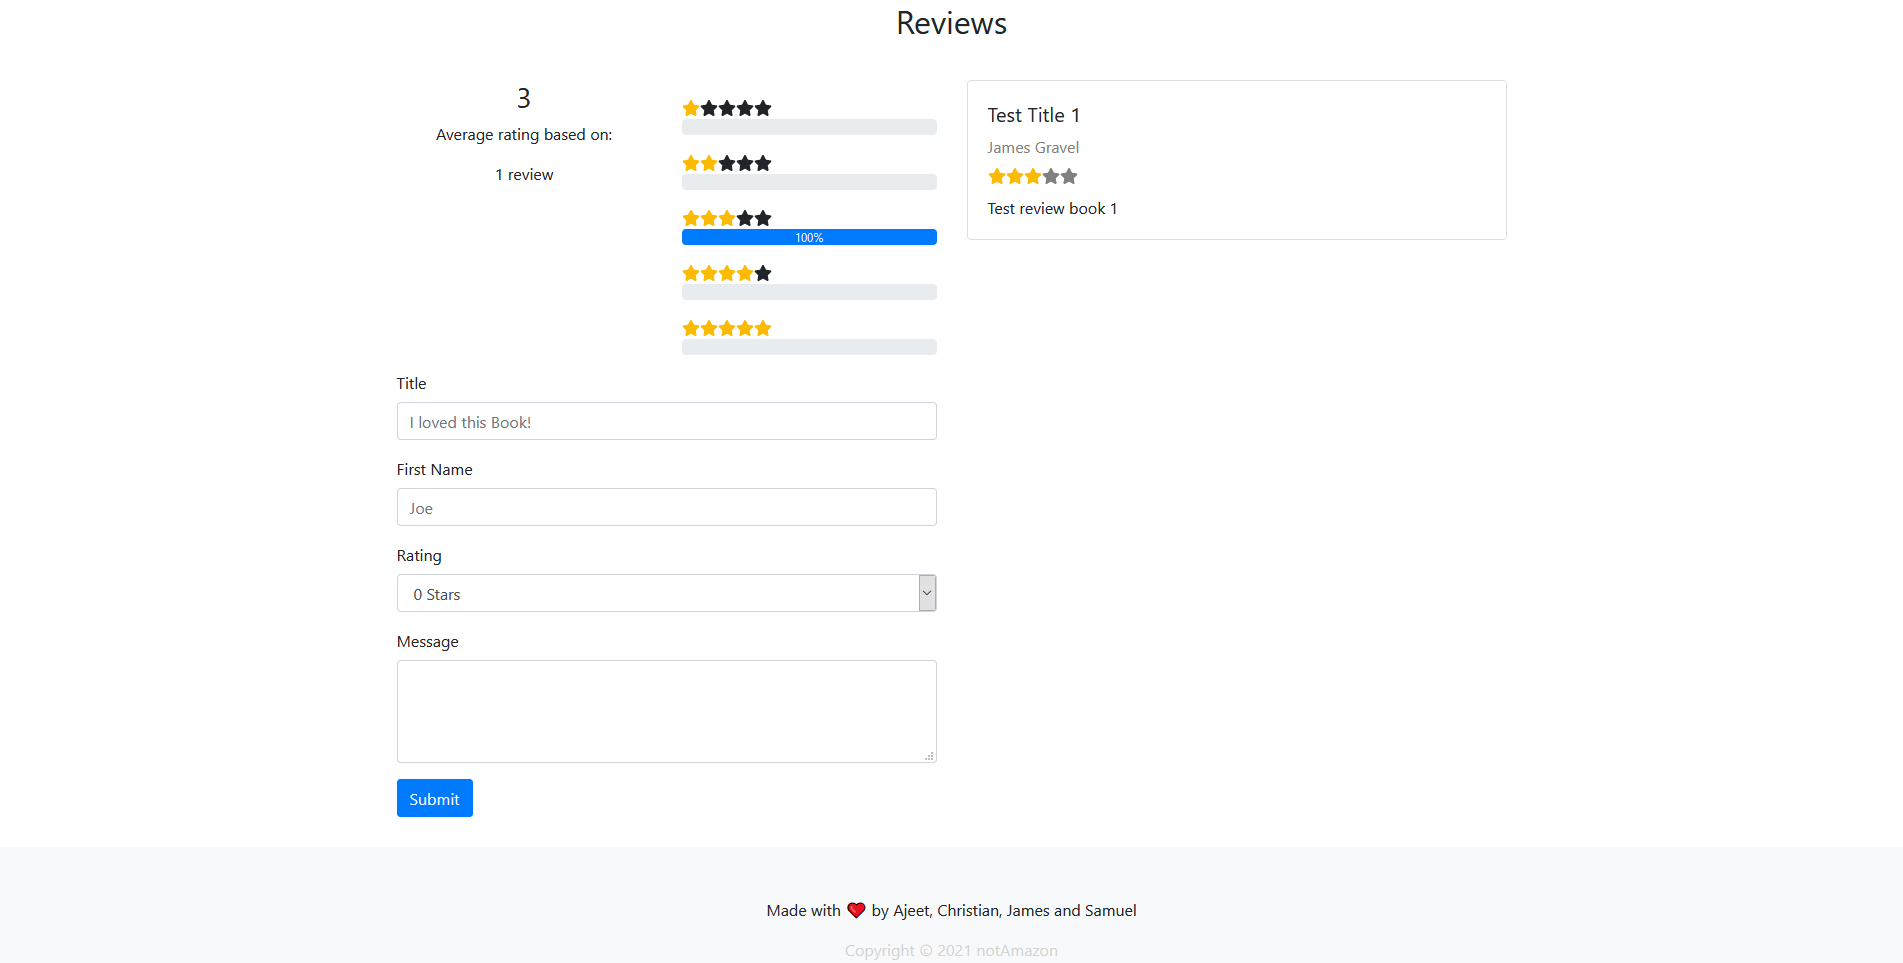 Reviews
3
Average rating based on:
1 review
100%
Test Title 1
James Gravel
Test review book 1
Title
I loved this Book!
First Name
Joe
Rating
0 Stars
Message
Submit
Made with ❤ by Ajeet, Christian, James and Samuel
Copyright © 2021 notAmazon